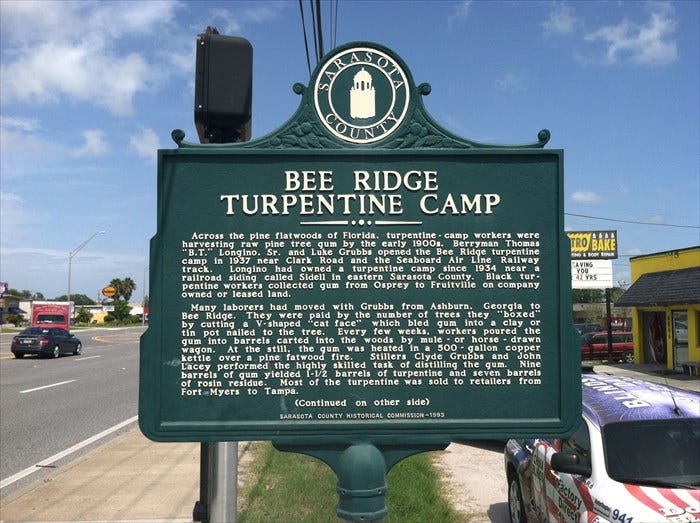 SARASOTA
COUNTY
BEE RIDGE
TURPENTINE CAMP
Across the pine flatwoods of Florida, turpentine-camp workers were
harvesting raw pine tree gum by the early 1900s. Berryman Thomas
"B.T." Longino, Sr. and Luke Grubbs opened the Bee Ridge turpentine
camp in 1937 near Clark Road and the Seaboard Air Line Railway
track. Longino had owned a turpentine camp since 1934 near a
railroad siding called Sidell in eastern Sarasota County. Black tur-
pentine workers collected gum from Osprey to Fruitville on company
owned or leased land.
Many laborers had moved with Grubbs from Ashburn, Georgia to
Bee Ridge. They were paid by the number of trees they "boxed"
by cutting a V-shaped "cat face" which bled gum into a clay or
tin pot nailed to the tree. Every few weeks, workers poured the
gum into barrels carted into the woods by mule- or horse-drawn
wagon. At the still, the gum was heated in a 300-gallon copper
kettle over a pine fatwood fire. Stillers Clyde Grubbs and John
Lacey performed the highly skilled task of distilling the gum. Nine
barrels of gum yielded 1-1/2 barrels of turpentine and seven barrels
of rosin residue. Most of the turpentine was sold to retailers from
Fort Myers to Tampa.
(Continued on other side)
SARASOTA COUNTY HISTORICAL COMMISSION-1993
TRO BAKE
& BODY REPAIR
AVING
YOU
42 YRS
Factory
Direct
941